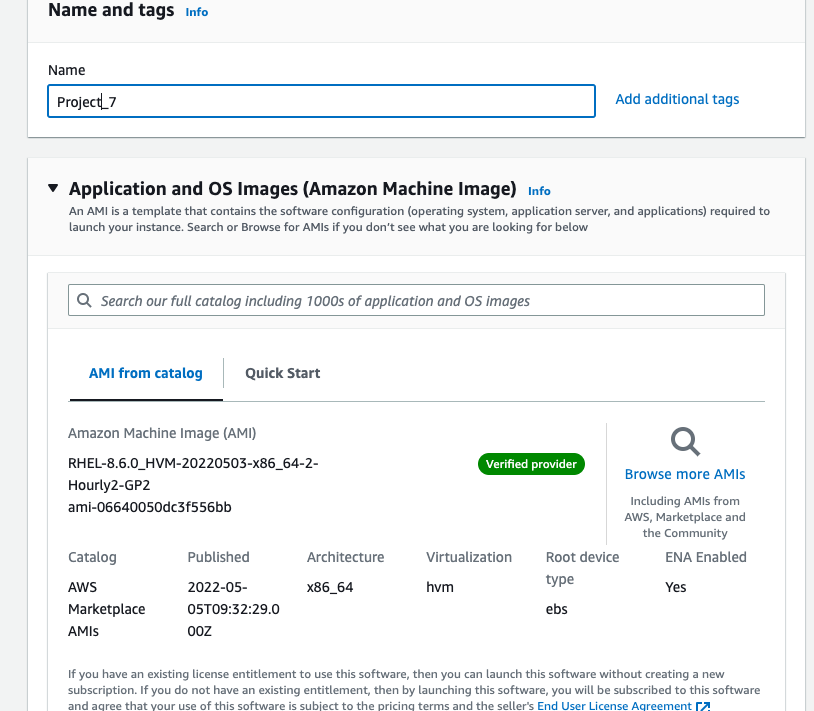 Name and tags Info
Name
Project_7
Add additional tags
Application and OS Images (Amazon Machine Image) Info
An AMI is a template that contains the software configuration (operating system, application server, and applications) required to
launch your instance. Search or Browse for AMIs if you don't see what you are looking for below
Search our full catalog including 1000s of application and OS images
AMI from catalog
Quick Start
Amazon Machine Image (AMI)
RHEL-8.6.0_HVM-20220503-x86_64-2-
Hourly2-GP2
ami-06640050dc3f556bb
Verified provider
Browse more AMIs
Including AMIs from
AWS, Marketplace and
the Community
Catalog
AWS
Marketplace
AMIs
Published
2022-05-
05T09:32:29.0
00Z
Architecture
x86_64
Virtualization
hvm
Root device
type
ebs
ENA Enabled
Yes
If you have an existing license entitlement to use this software, then you can launch this software without creating a new
subscription. If you do not have an existing entitlement, then by launching this software, you will be subscribed to this software
and agree that your use of this software is subject to the pricing terms and the seller's End User License Agreement